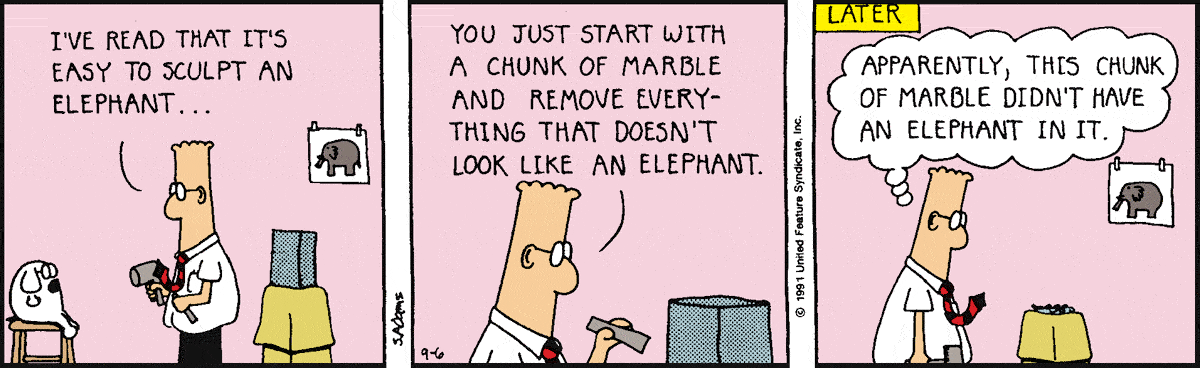 I'VE READ THAT IT'S
EASY TO SCULPT AN
ELEPHANT...
S.ADAMS
YOU JUST START WITH
A CHUNK OF MARBLE
AND REMOVE EVERY-
THING THAT DOESN'T
LOOK LIKE AN ELEPHANT.
9-6
© 1991 United Feature Syndicate, Inc.
LATER
APPARENTLY, THIS CHUNK
OF MARBLE DIDN'T HAVE
AN ELEPHANT IN IT.